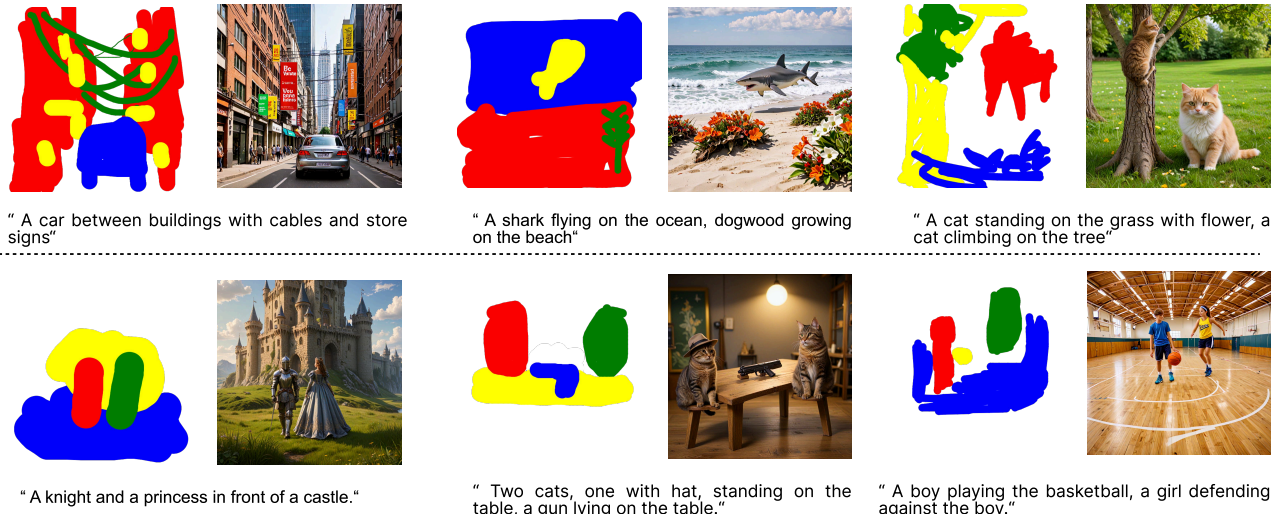 “ A car between buildings with cables and store
signs“
“ A shark flying on the ocean, dogwood growing
on the beach“
“ A cat standing on the grass with flower, a
cat climbing on the tree“
“ A knight and a princess in front of a castle.“
“ Two cats, one with hat, standing on the
table, a gun lying on the table.“
“ A boy playing the basketball, a girl defending
against the boy.“